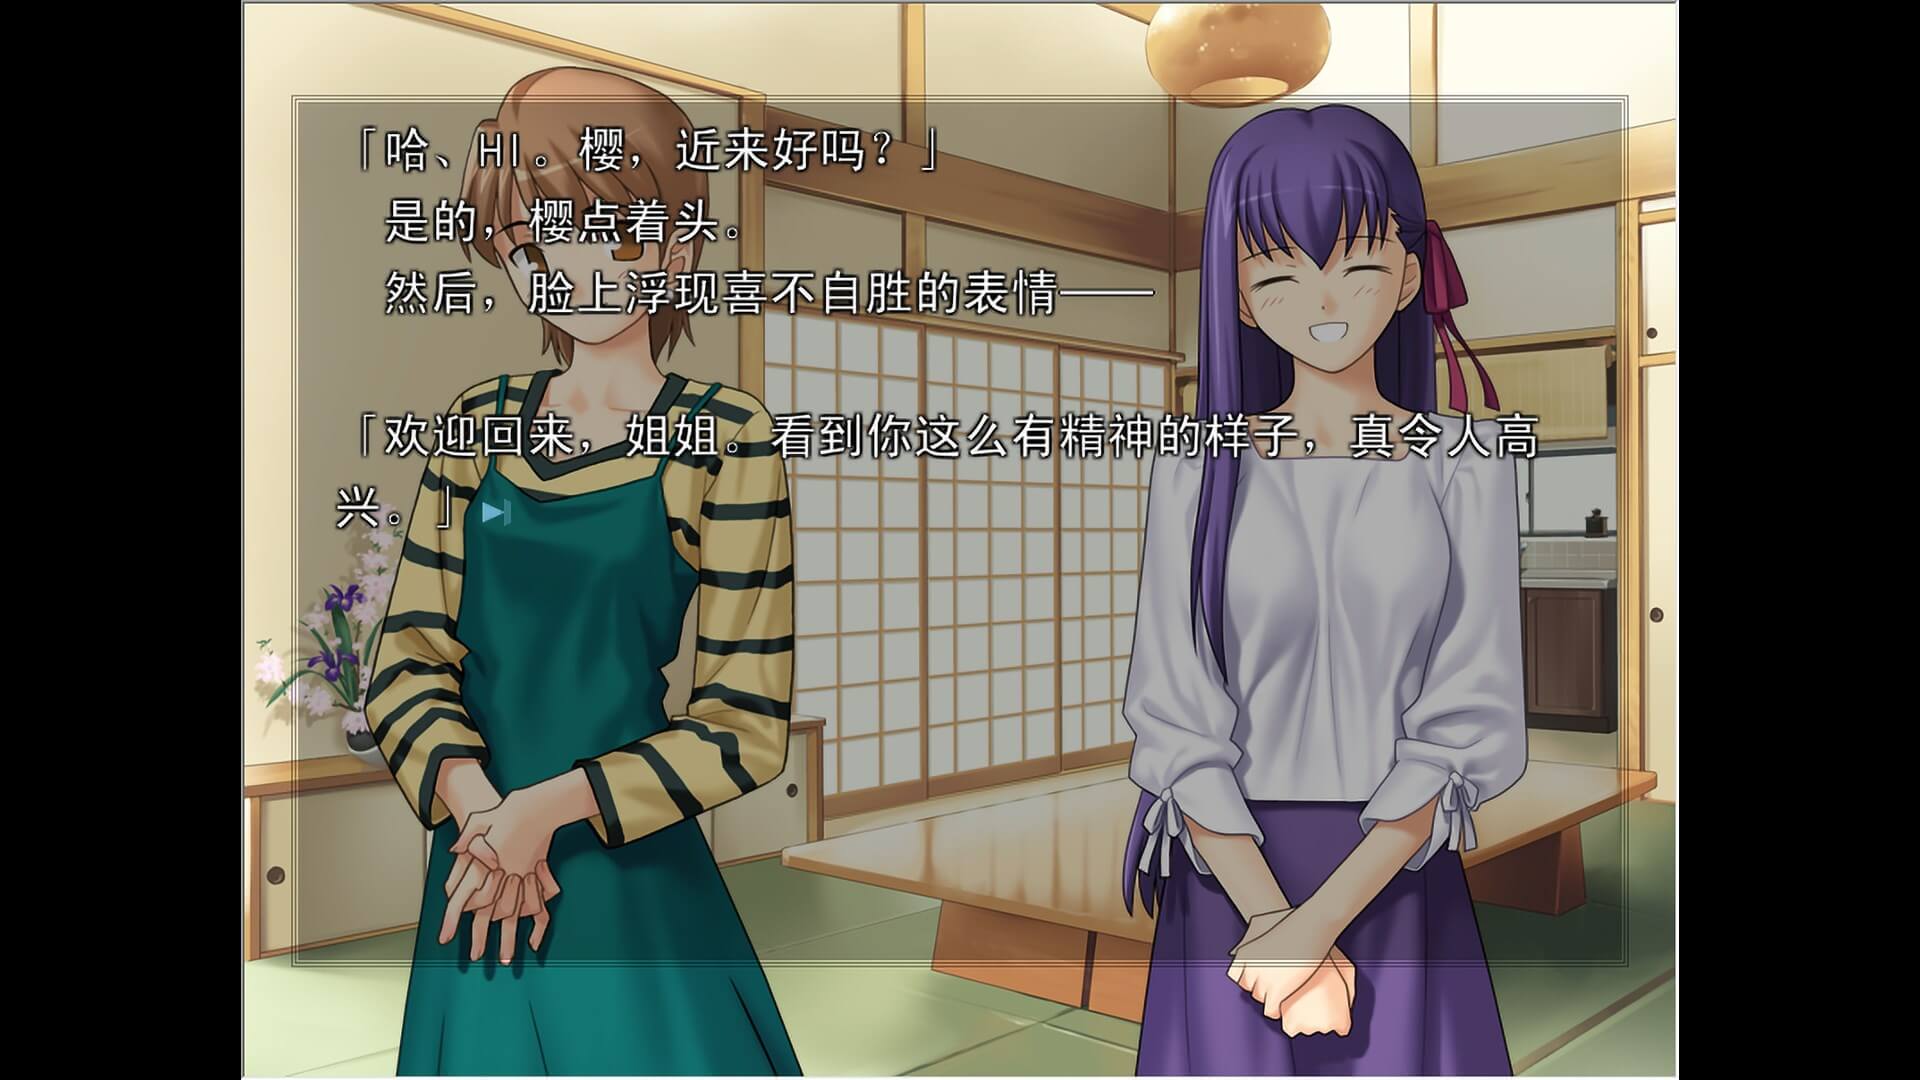 「哈、HI。樱，近来好吗？」
是的，樱点着头。
然后，脸上浮现喜不自胜的表情——
「欢迎回来，姐姐。看到你这么有精神的样子，真令人高
兴。」